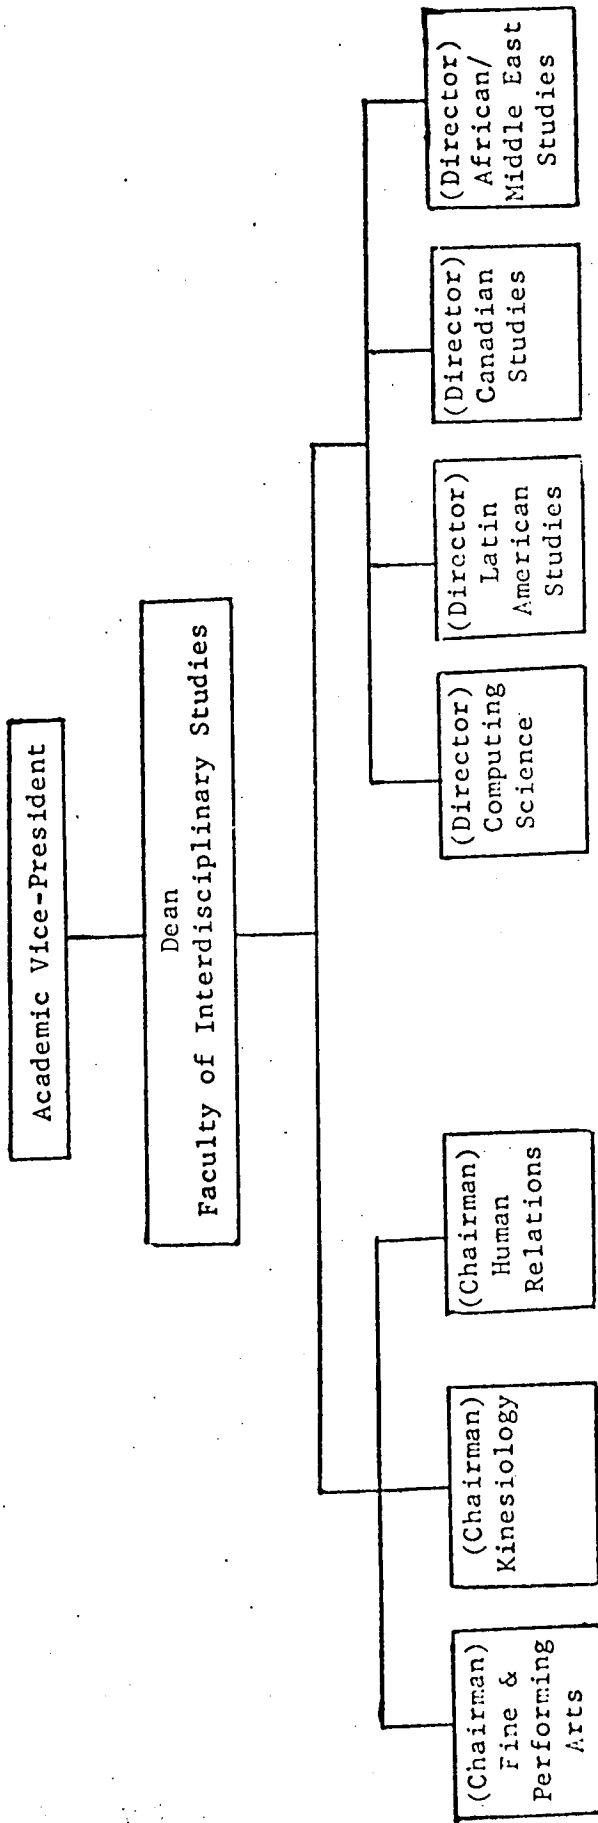 Academic Vice-President
Dean
Faculty of Interdisciplinary Studies
(Chairman)
Fine &
Performing
Arts
(Chairman)
Kinesiology
(Chairman)
Human
Relations
(Director)
Computing
Science
(Director)
Latin
American
Studies
(Director)
Canadian
Studies
(Director)
African/
Middle East
Studies